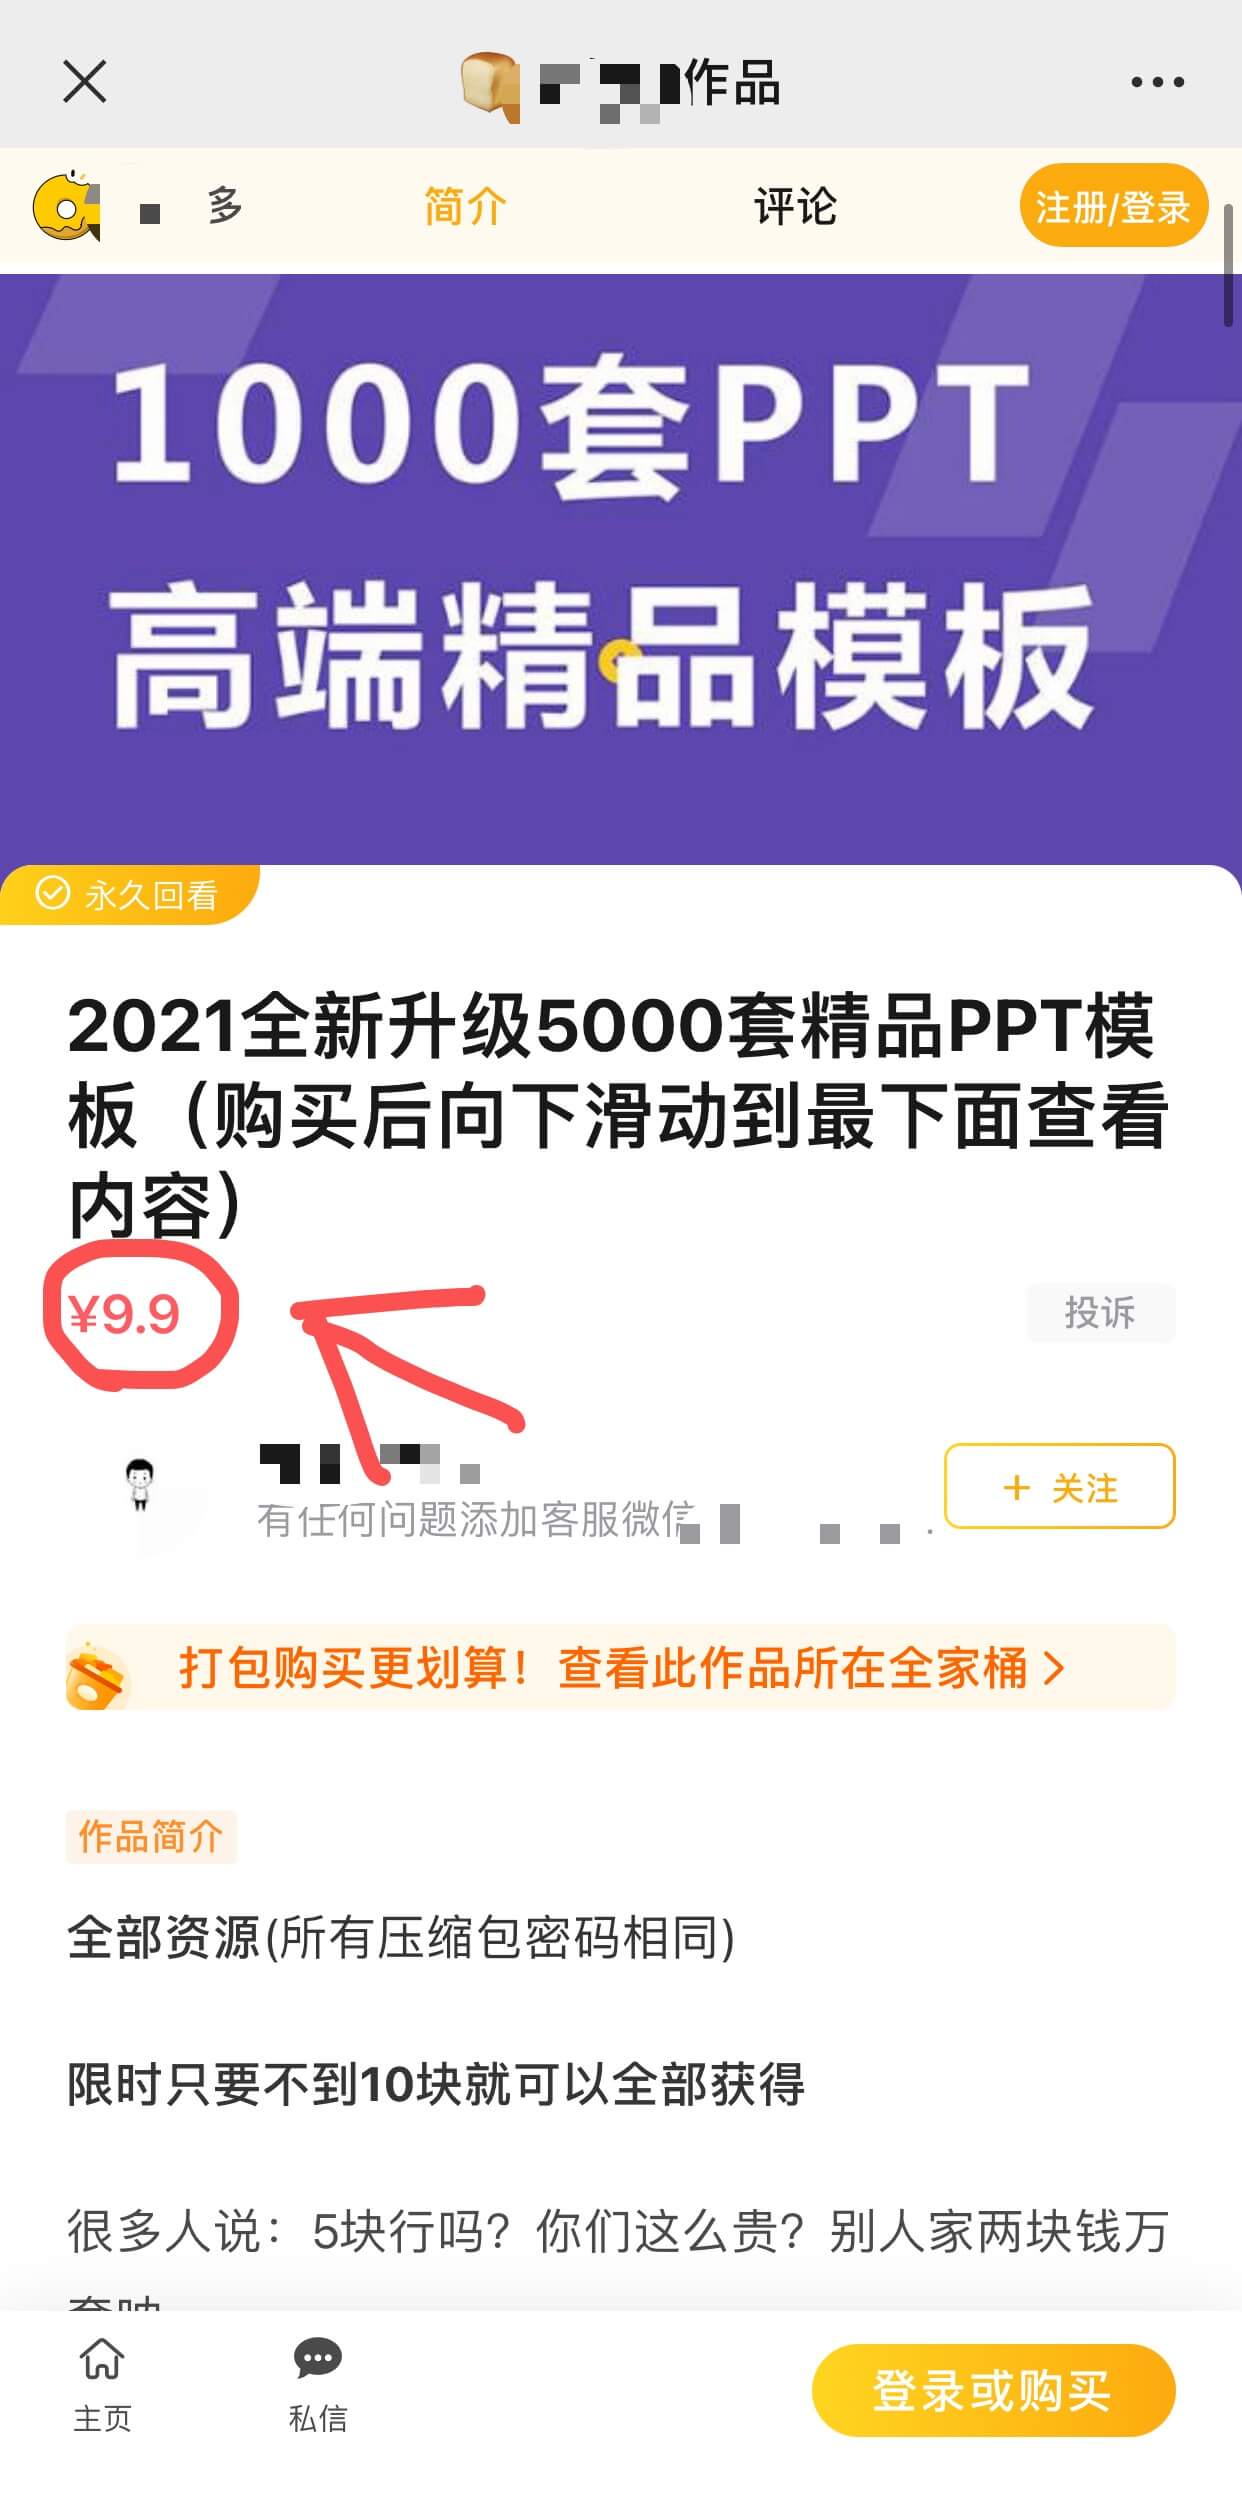 作品
多
简介
评论
注册/登录
1000套PPT
高端精品模板
永久回看
2021全新升级5000套精品PPT模
板（购买后向下滑动到最下面查看
内容）
¥9.9
投诉
有任何问题添加客服微信
+ 关注
打包购买更划算！查看此作品所在全家桶
作品简介
全部资源(所有压缩包密码相同)
限时只要不到10块就可以全部获得
很多人说：5块行吗？你们这么贵？别人家两块钱万
主页
私信
登录或购买